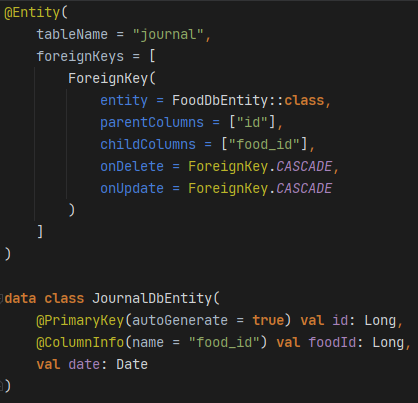 @Entity(
    tableName = "journal",
    foreignKeys = [
        ForeignKey(
            entity = FoodDbEntity::class,
            parentColumns = ["id"],
            childColumns = ["food_id"],
            onDelete = ForeignKey.CASCADE,
            onUpdate = ForeignKey.CASCADE
        )
    ]
)
data class JournalDbEntity(
    @PrimaryKey(autoGenerate = true) val id: Long,
    @ColumnInfo(name = "food_id") val foodId: Long,
    val date: Date
)